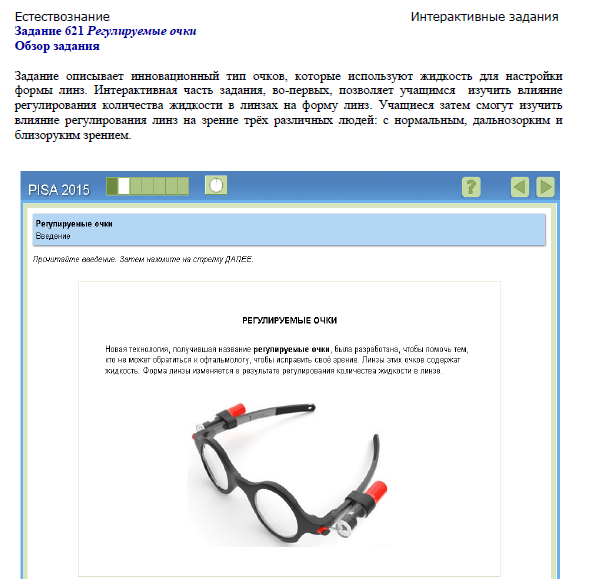 Естествознание Интерактивные задания
Задание 621 Регулируемые очки
Обзор задания
Задание описывает инновационный тип очков, которые используют жидкость для настройки
формы линз. Интерактивная часть задания, во-первых, позволяет учащимся изучить влияние
регулирования количества жидкости в линзах на форму линз. Учащиеся затем смогут изучить
влияние регулирования линз на зрение трёх различных людей: с нормальным, дальнозорким и
близоруким зрением.
PISA 2015 ?
Регулируемые очки
Введение
Прочитайте введение. Затем нажмите на стрелку ДАЛЕЕ.
РЕГУЛИРУЕМЫЕ ОЧКИ
Новая технология, получившая название регулируемые очки, была разработана, чтобы помочь тем,
кто не может обратиться к офтальмологу, чтобы исправить своё зрение. Линзы этих очков содержат
жидкость. Форма линзы изменяется в результате регулирования количества жидкости в линзе.